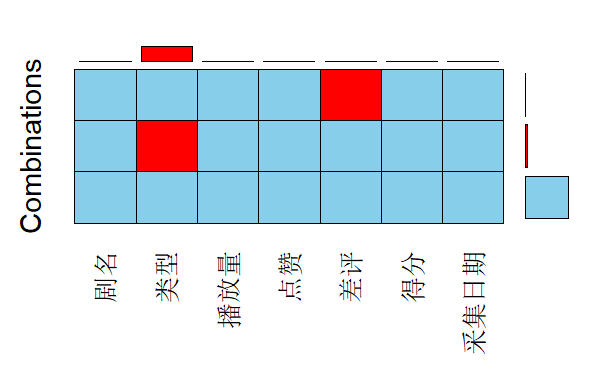 Combinations
剧名
类型
播放量
点赞
差评
得分
采集日期